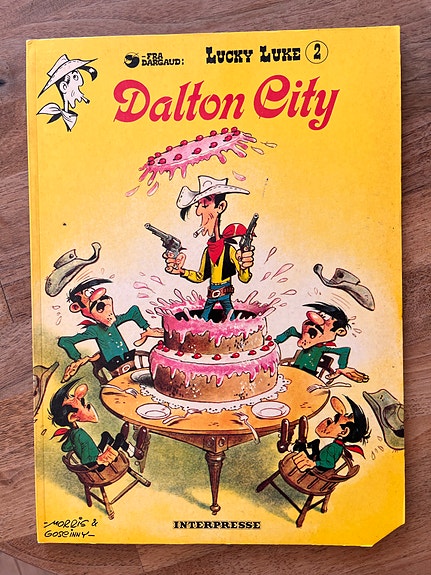 -FRA
DARGAUD:
LUCKY LUKE 2
Dalton City
MORRIS &
GOSCINNY
INTERPRESSE